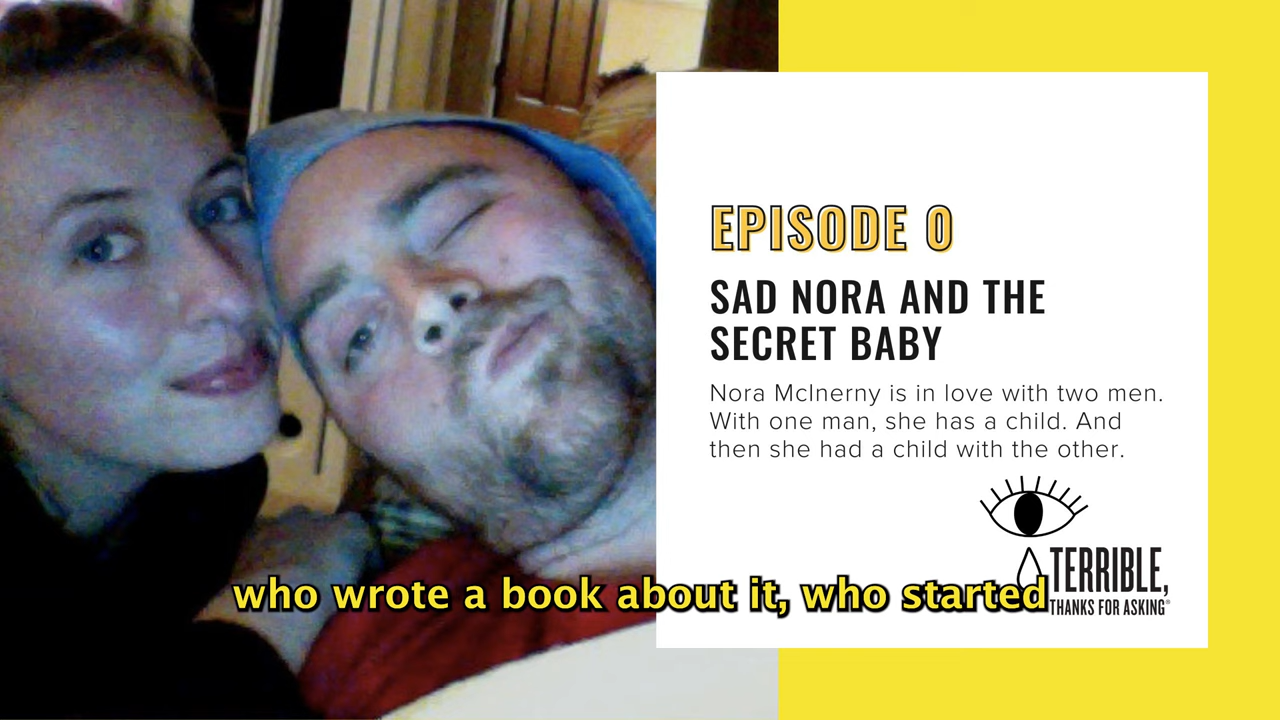 EPISODE 0
SAD NORA AND THE
SECRET BABY
Nora McInerny is in love with two men.
With one man, she has a child. And
then she had a child with the other.
TERRIBLE,
THANKS FOR ASKING®
who wrote a book about it, who started